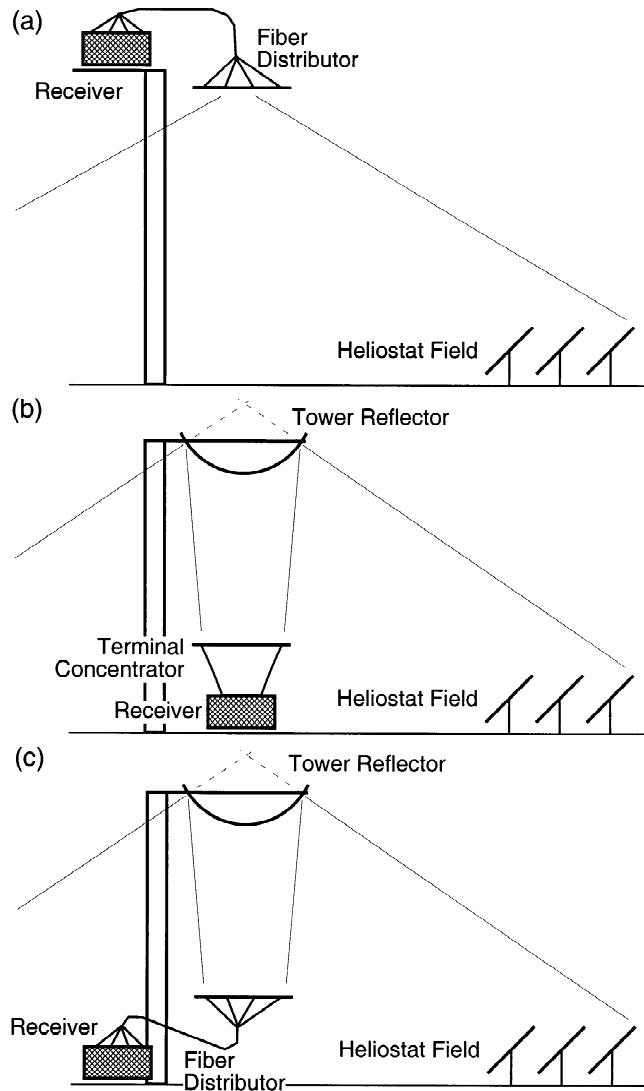 (a)
Fiber
Distributor
Receiver
Heliostat Field
(b)
Tower Reflector
Terminal
Concentrator
Receiver
Heliostat Field
(c)
Tower Reflector
Receiver
Fiber
Distributor
Heliostat Field